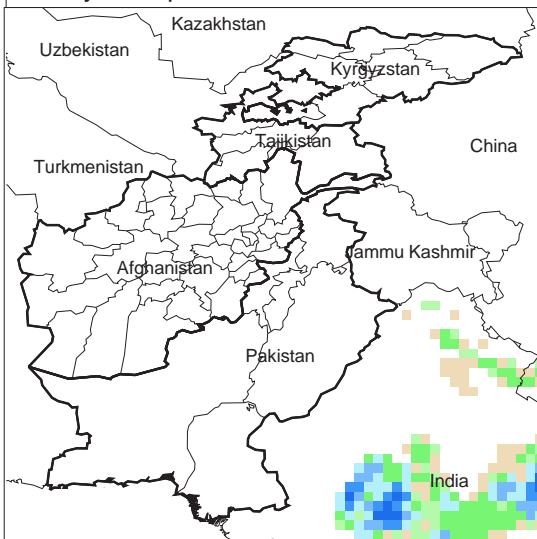 Kazakhstan
Uzbekistan
Kyrgyzstan
Tajikistan
China
Turkmenistan
Jammu Kashmir
Afghanistan
Pakistan
India